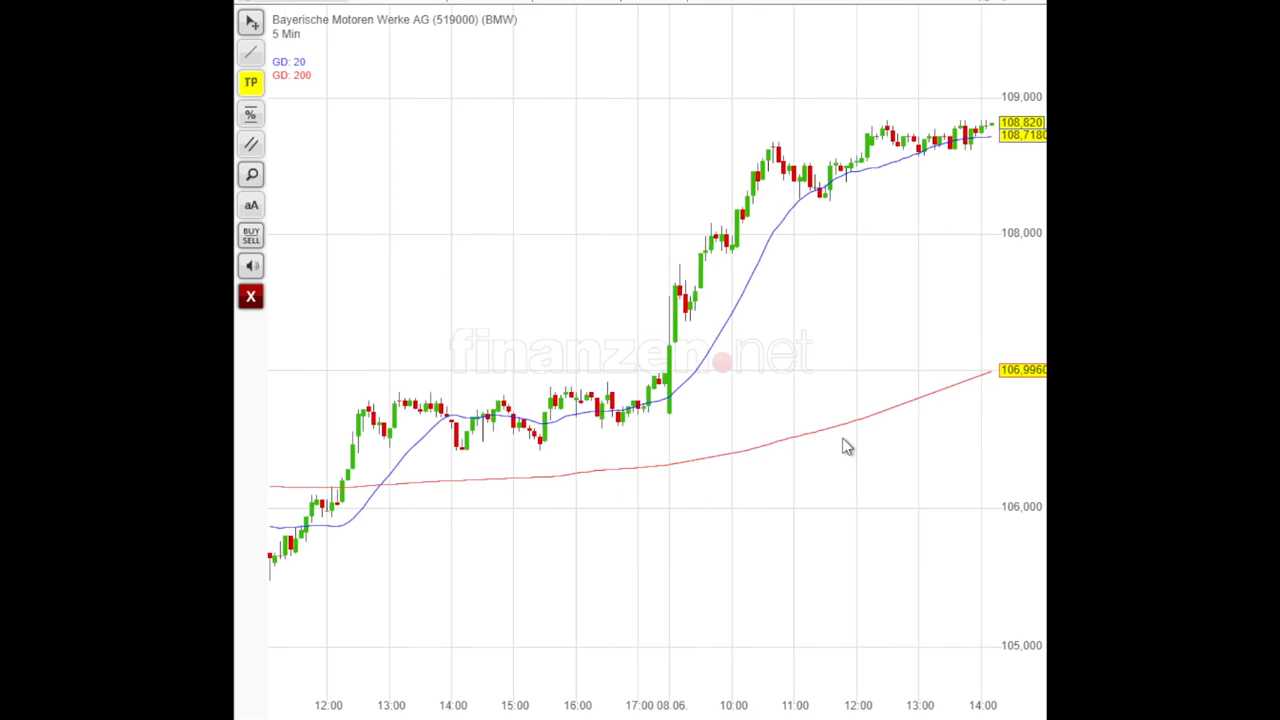 Bayerische Motoren Werke AG (519000) (BMW)
5 Min
GD: 20
GD: 200
TP
%
aA
BUY
SELL
X
finanzen.net
109,000
108,820
108,7180
108,000
106,9960
106,000
105,000
12:00 13:00 14:00 15:00 16:00 17:00 08.06. 10:00 11:00 12:00 13:00 14:00